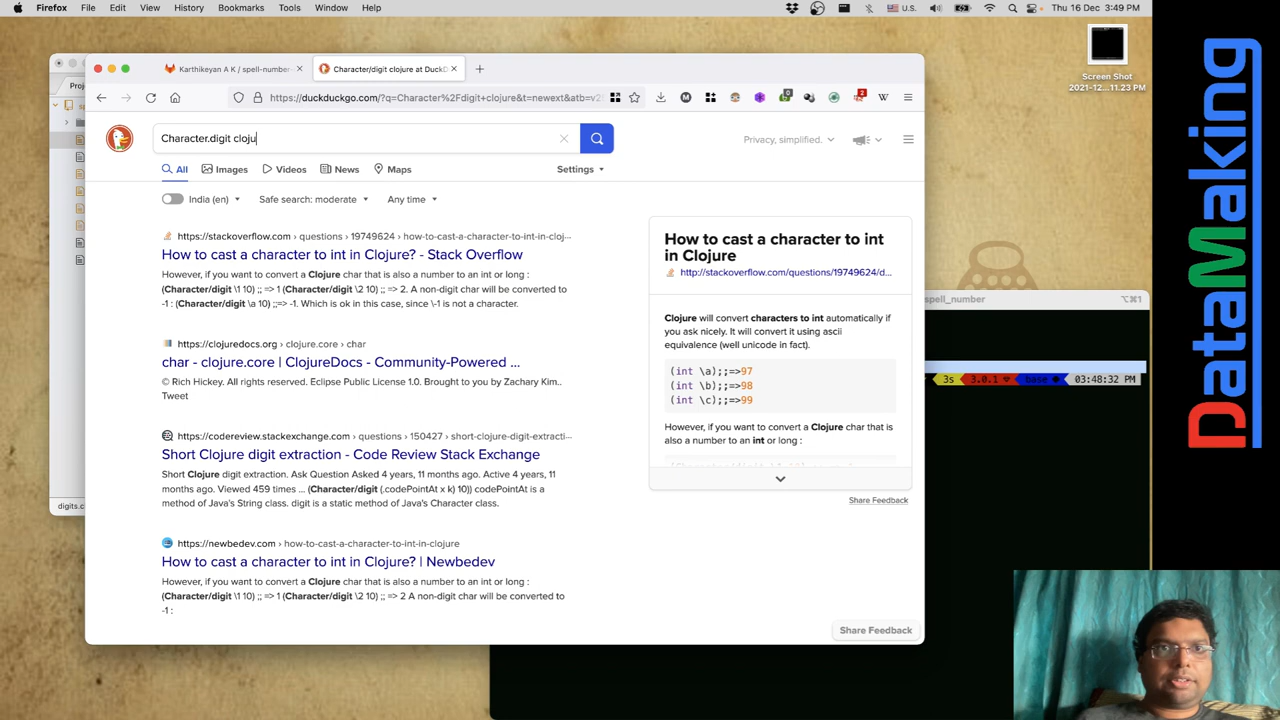 Firefox File Edit View History Bookmarks Tools Window Help
U.S.
Thu 16 Dec 3:49 PM
Screen Shot
2021-12...11.23 PM
Karthikeyan A K / spell-number
Character/digit clojure at DuckD
Proj
https://duckduckgo.com/?q=Character%2Fdigit+clojure&t=newext&atb=v2
Character.digit cloju
Privacy, simplified.
All Images Videos News Maps Settings
India (en) Safe search: moderate Any time
https://stackoverflow.com › questions › 19749624 › how-to-cast-a-character-to-int-in-cloj...
How to cast a character to int in Clojure? - Stack Overflow
However, if you want to convert a Clojure char that is also a number to an int or long :
(Character/digit \1 10) ;; => 1 (Character/digit \2 10) ;; => 2. A non-digit char will be converted to
-1 : (Character/digit \a 10) ;;=> -1. Which is ok in this case, since \-1 is not a character.
https://clojuredocs.org › clojure.core › char
char - clojure.core | ClojureDocs - Community-Powered ...
© Rich Hickey. All rights reserved. Eclipse Public License 1.0. Brought to you by Zachary Kim..
Tweet
https://codereview.stackexchange.com › questions › 150427 › short-clojure-digit-extracti...
Short Clojure digit extraction - Code Review Stack Exchange
Short Clojure digit extraction. Ask Question Asked 4 years, 11 months ago. Active 4 years, 11
months ago. Viewed 459 times ... (Character/digit (.codePointAt x k) 10)) codePointAt is a
method of Java's String class. digit is a static method of Java's Character class.
https://newbedev.com › how-to-cast-a-character-to-int-in-clojure
How to cast a character to int in Clojure? | Newbedev
However, if you want to convert a Clojure char that is also a number to an int or long :
(Character/digit \1 10) ;; => 1 (Character/digit \2 10) ;; => 2 A non-digit char will be converted to
-1 :
How to cast a character to int
in Clojure
http://stackoverflow.com/questions/19749624/d...
Clojure will convert characters to int automatically if
you ask nicely. It will convert it using ascii
equivalence (well unicode in fact).
(int \a);;=>97
(int \b);;=>98
(int \c);;=>99
However, if you want to convert a Clojure char that is
also a number to an int or long :
Share Feedback
Share Feedback
spell_number
⌥⌘1
3s 3.0.1 base 03:48:32 PM
digits.c
DataMaking